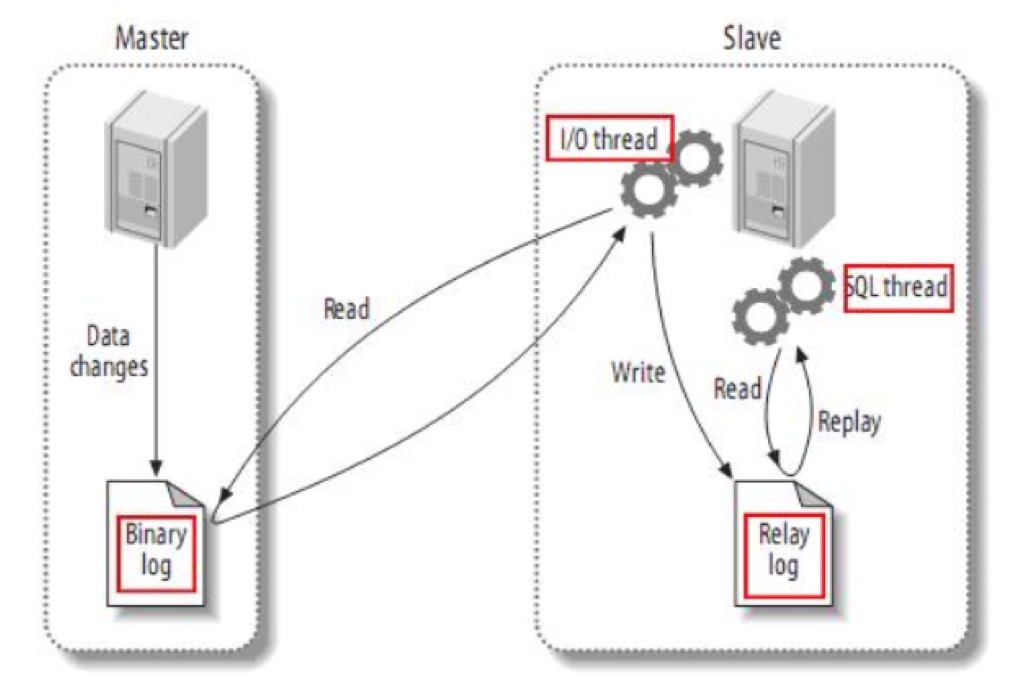 Master
Slave
I/O thread
SQL thread
Read
Data
changes
Write
Read
Replay
Binary
log
Relay
log